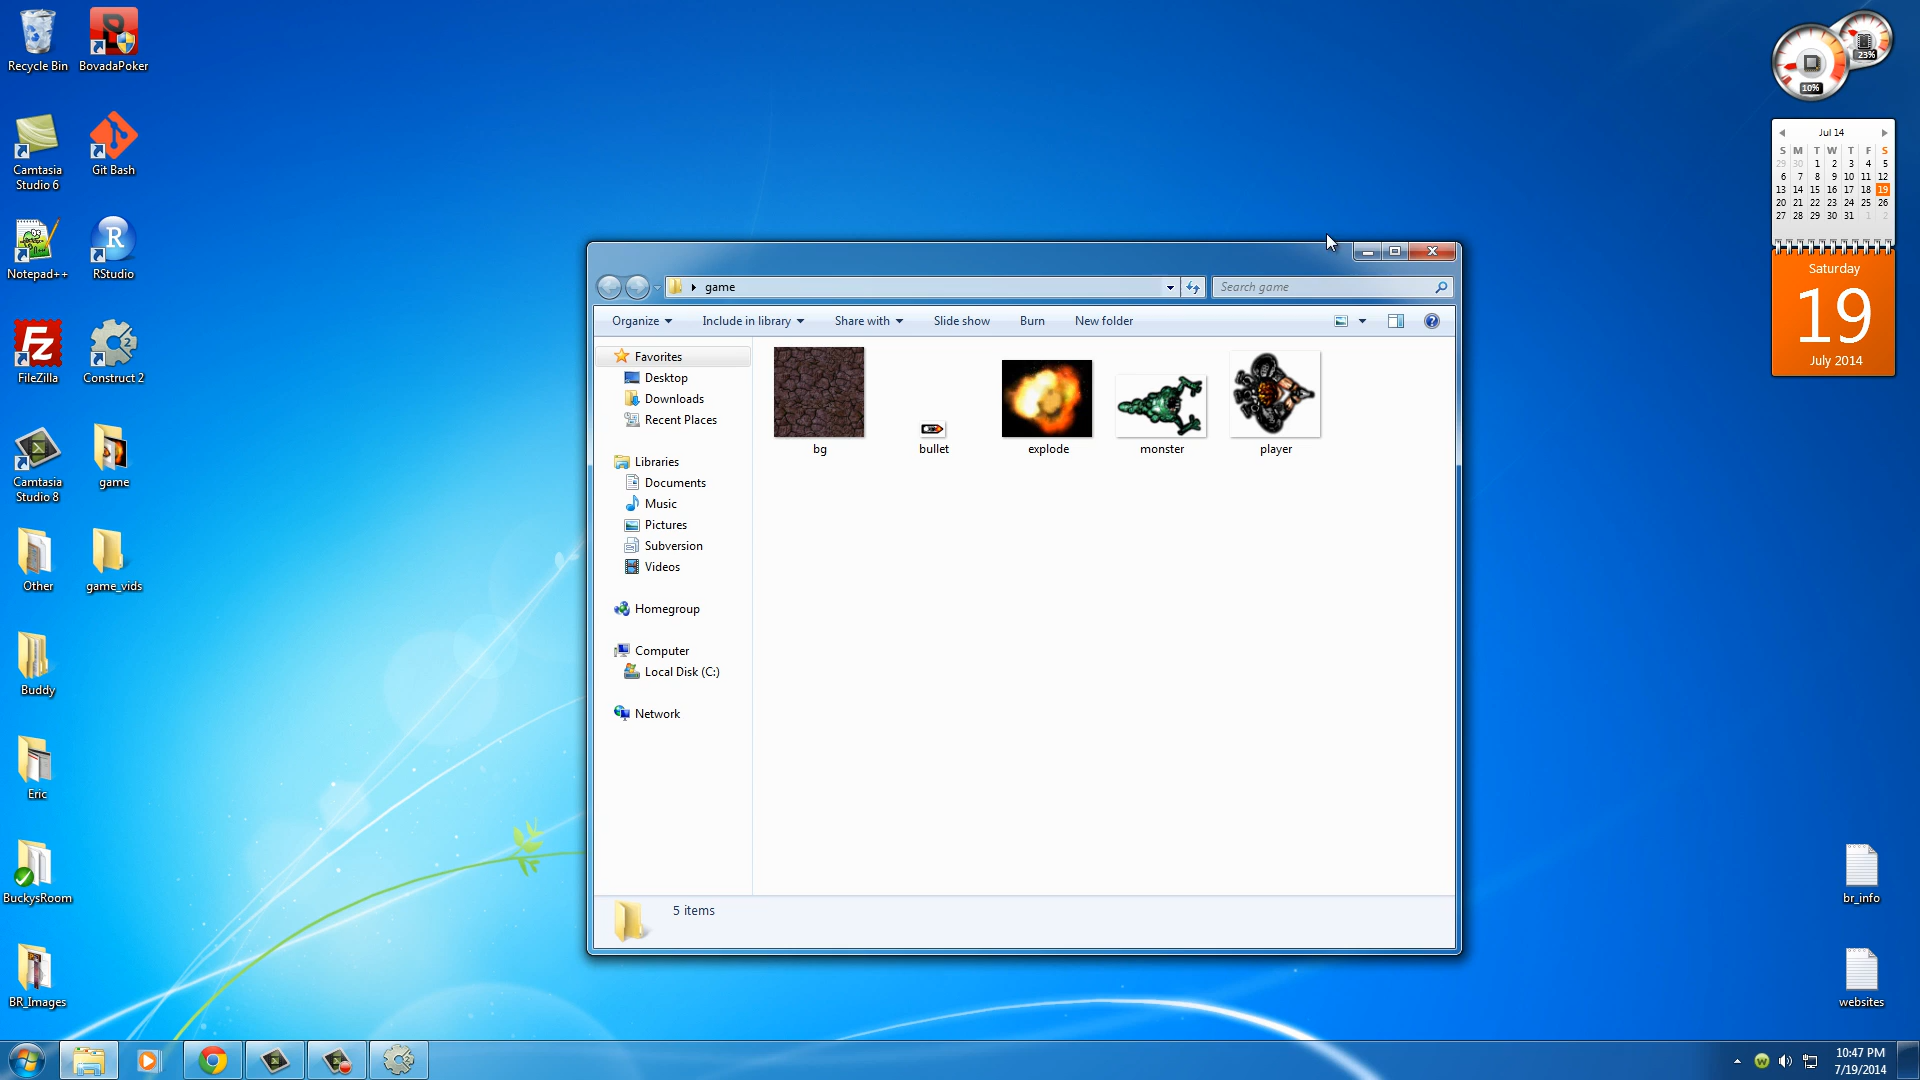 Recycle Bin
BovadaPoker
Camtasia
Studio 6
Git Bash
Notepad++
RStudio
FileZilla
Construct 2
Camtasia
Studio 8
game
Other
game_vids
Buddy
Eric
BuckysRoom
BR_Images
game
Search game
Organize
Include in library
Share with
Slide show
Burn
New folder
Favorites
Desktop
Downloads
Recent Places
Libraries
Documents
Music
Pictures
Subversion
Videos
Homegroup
Computer
Local Disk (C:)
Network
bg
bullet
explode
monster
player
5 items
23%
10%
Jul 14
S M T W T F S
29 30 1 2 3 4 5
6 7 8 9 10 11 12
13 14 15 16 17 18 19
20 21 22 23 24 25 26
27 28 29 30 31 1 2
Saturday
19
July 2014
br_info
websites
10:47 PM
7/19/2014